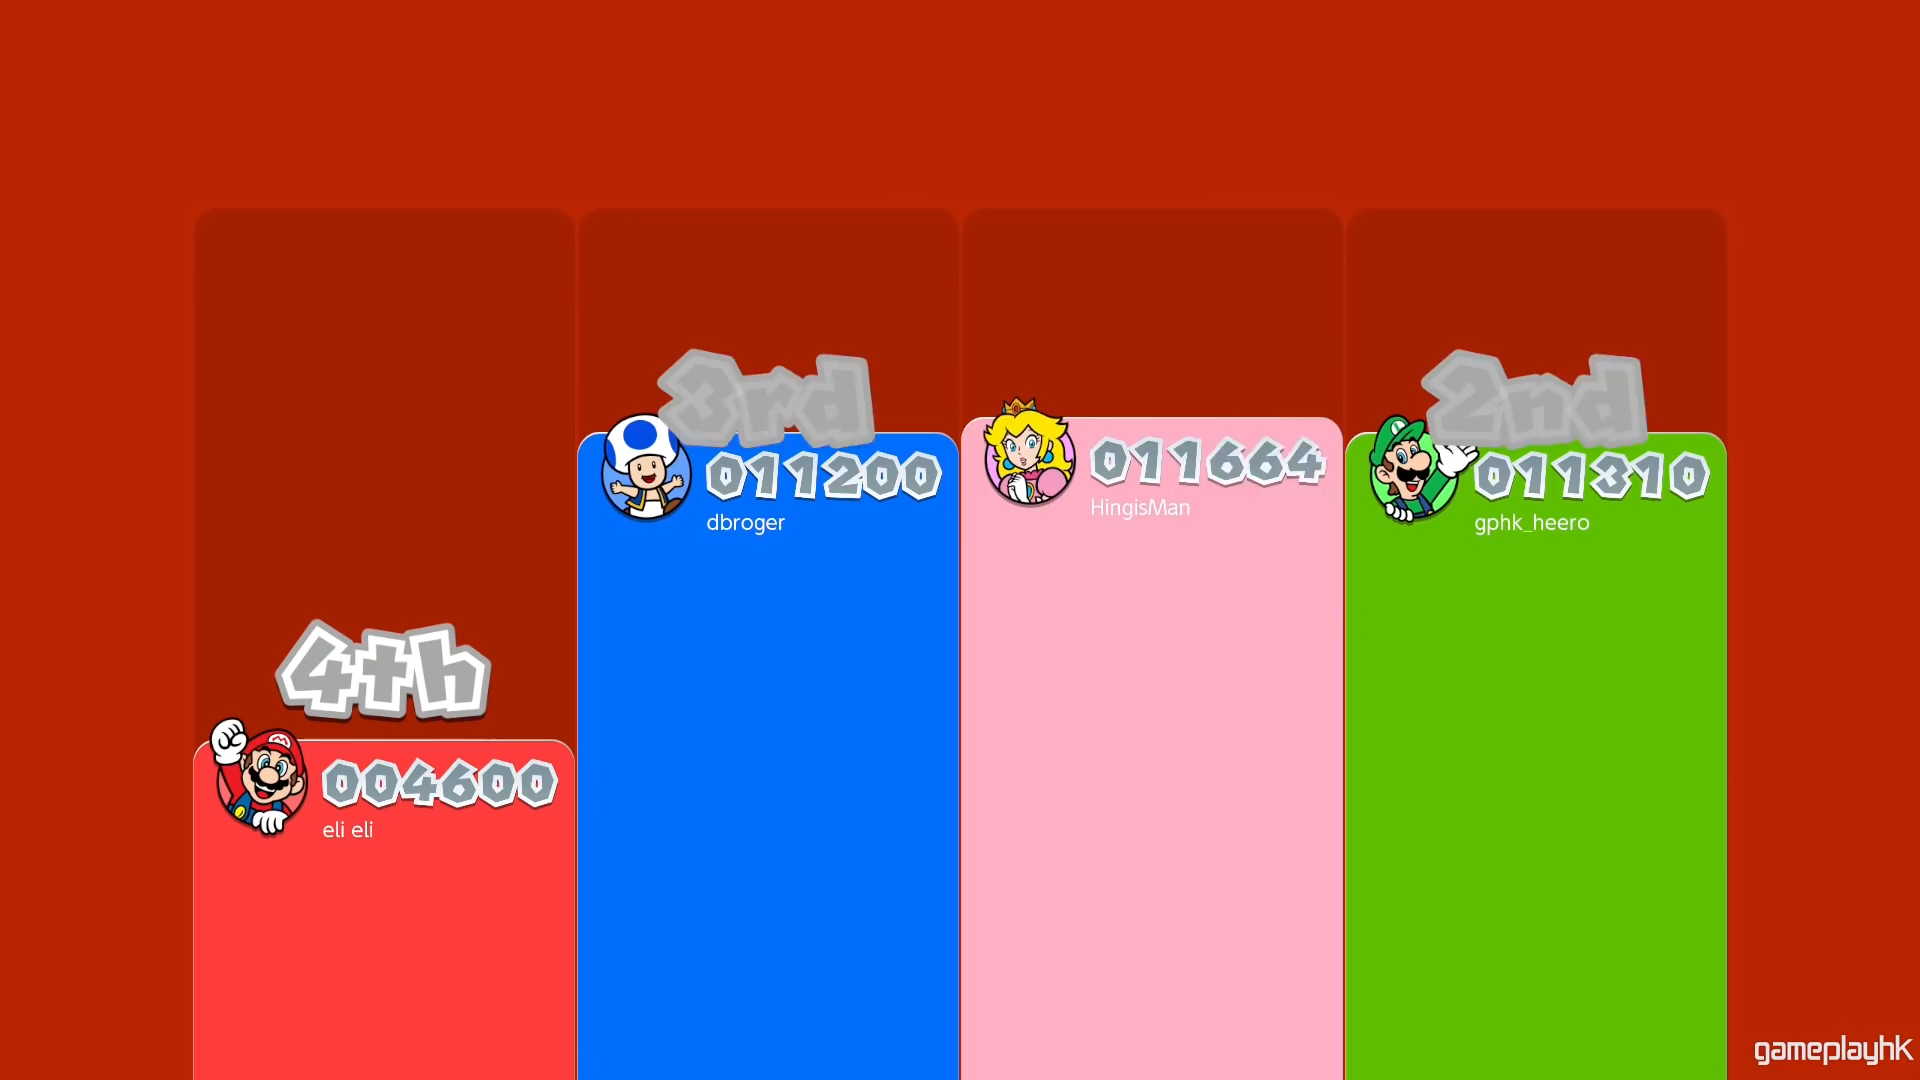 3rd
2nd
011200
dbroger
011664
HingisMan
011310
gphk_heero
4th
004600
eli eli
gameplayhk